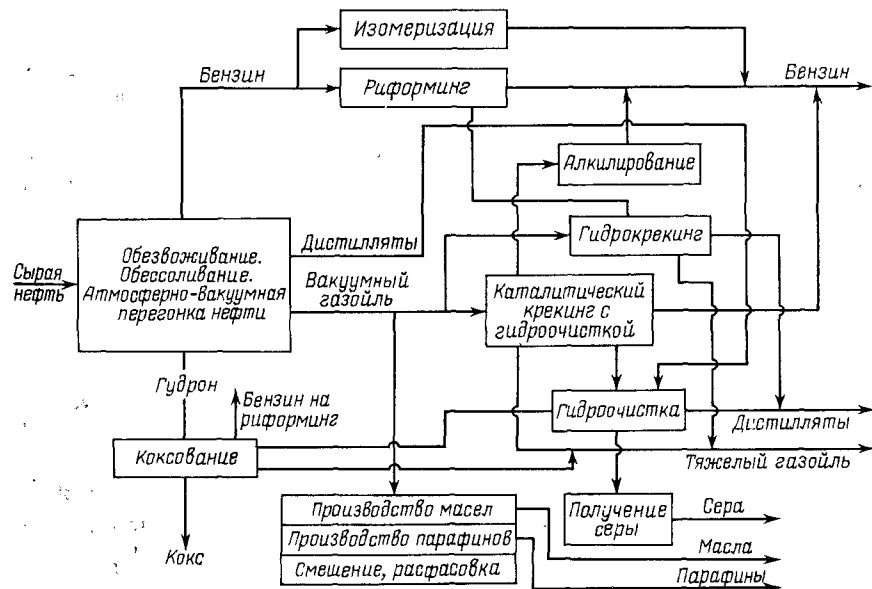 Изомеризация
Бензин
Риформинг
Бензин
Алкилирование
Дистилляты
Гидрокрекинг
Сырая
нефть
Обезвоживание.
Обессоливание.
Атмосферно-вакуумная
перегонка нефти
Вакуумный
газойль
Каталитический
крекинг с
гидроочисткой
Гудрон
Бензин на
риформинг
Гидроочистка
Дистилляты
Коксование
Тяжелый газойль
Кокс
Производство масел
Производство парафинов
Смешение, расфасовка
Получение
серы
Сера
Масла
Парафины